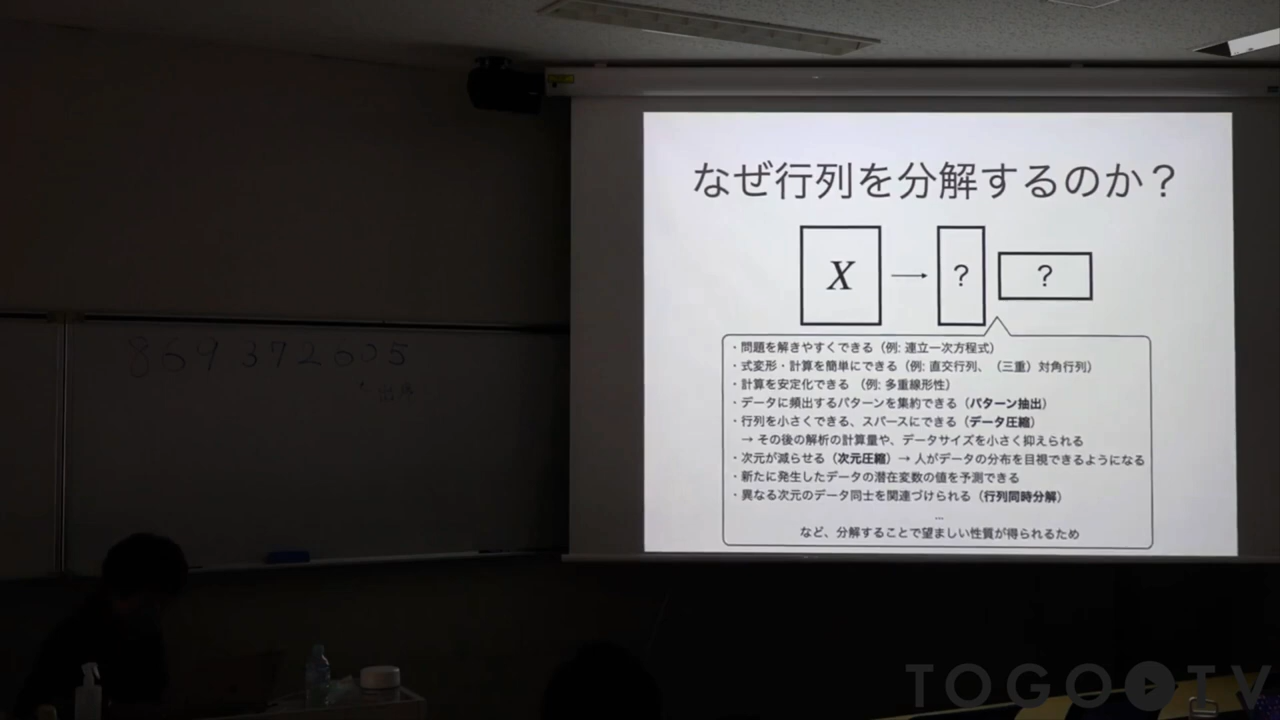 なぜ行列を分解するのか？
X → ? ?
・問題を解きやすくできる（例: 連立一次方程式）
・式変形・計算を簡単にできる（例: 直交行列、（三重）対角行列）
・計算を安定化できる （例: 多重線形性）
・データに頻出するパターンを集約できる（パターン抽出）
・行列を小さくできる、スパースにできる（データ圧縮）
→ その後の解析の計算量や、データサイズを小さく抑えられる
・次元が減らせる（次元圧縮）→ 人がデータの分布を目視できるようになる
・新たに発生したデータの潜在変数の値を予測できる
・異なる次元のデータ同士を関連づけられる（行列同時分解）
...
など、分解することで望ましい性質が得られるため
869 372 605
TOGO TV